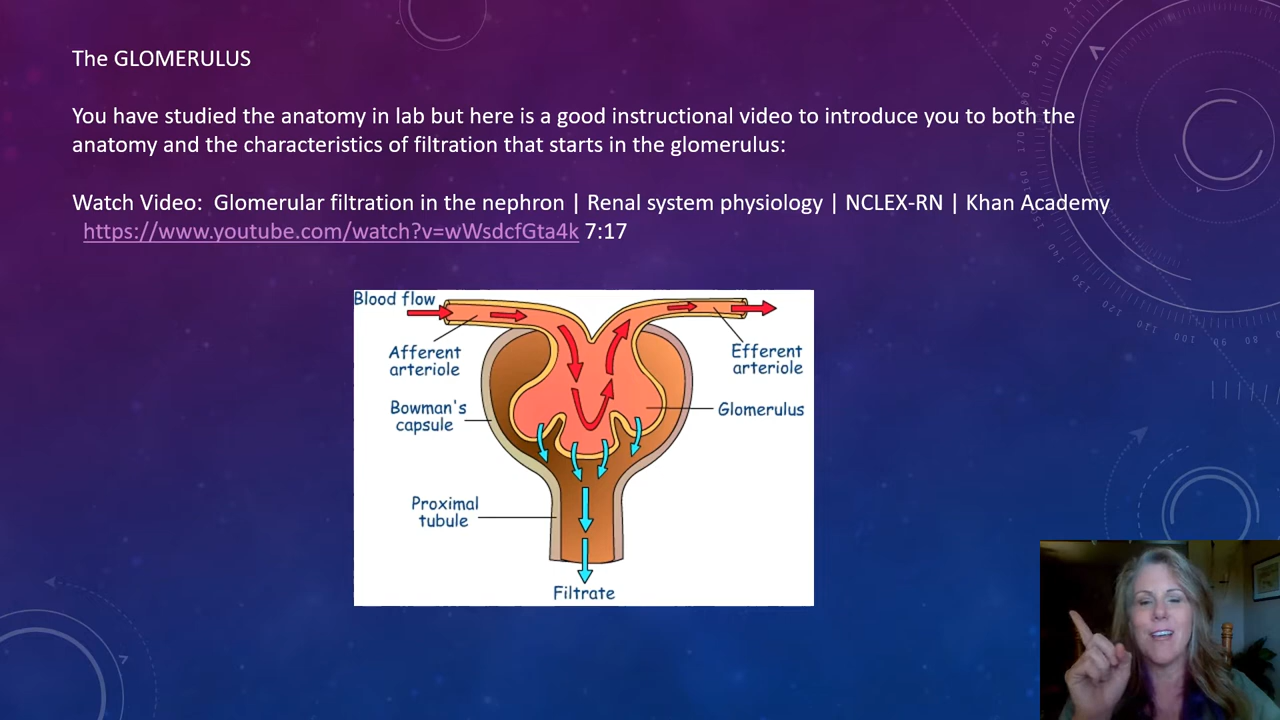 The GLOMERULUS
You have studied the anatomy in lab but here is a good instructional video to introduce you to both the
anatomy and the characteristics of filtration that starts in the glomerulus:
Watch Video:  Glomerular filtration in the nephron | Renal system physiology | NCLEX-RN | Khan Academy
https://www.youtube.com/watch?v=wWsdcfGta4k 7:17
Blood flow
Afferent
arteriole
Efferent
arteriole
Bowman's
capsule
Glomerulus
Proximal
tubule
Filtrate